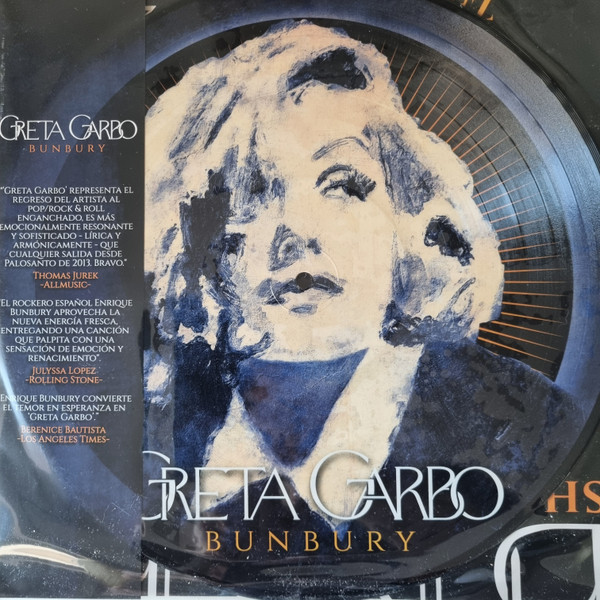 GRETA GARBO
BUNBURY
"'GRETA GARBO' REPRESENTA EL
REGRESO DEL ARTISTA AL
POP/ROCK & ROLL
ENGANCHADO, ES MÁS
EMOCIONALMENTE RESONANTE
Y SOFISTICADO - LÍRICA Y
ARMÓNICAMENTE - QUE
CUALQUIER SALIDA DESDE
PALOSANTO DE 2013. BRAVO."
THOMAS JUREK
-ALLMUSIC-
"EL ROCKERO ESPAÑOL ENRIQUE
BUNBURY APROVECHA LA
NUEVA ENERGÍA FRESCA,
ENTREGANDO UNA CANCIÓN
QUE PALPITA CON UNA
SENSACIÓN DE EMOCIÓN Y
RENACIMIENTO".
JULYSSA LOPEZ
-ROLLING STONE-
"ENRIQUE BUNBURY CONVIERTE
EL TEMOR EN ESPERANZA EN
'GRETA GARBO'."
BERENICE BAUTISTA
-LOS ANGELES TIMES-
GRETA GARBO
BUNBURY
HS